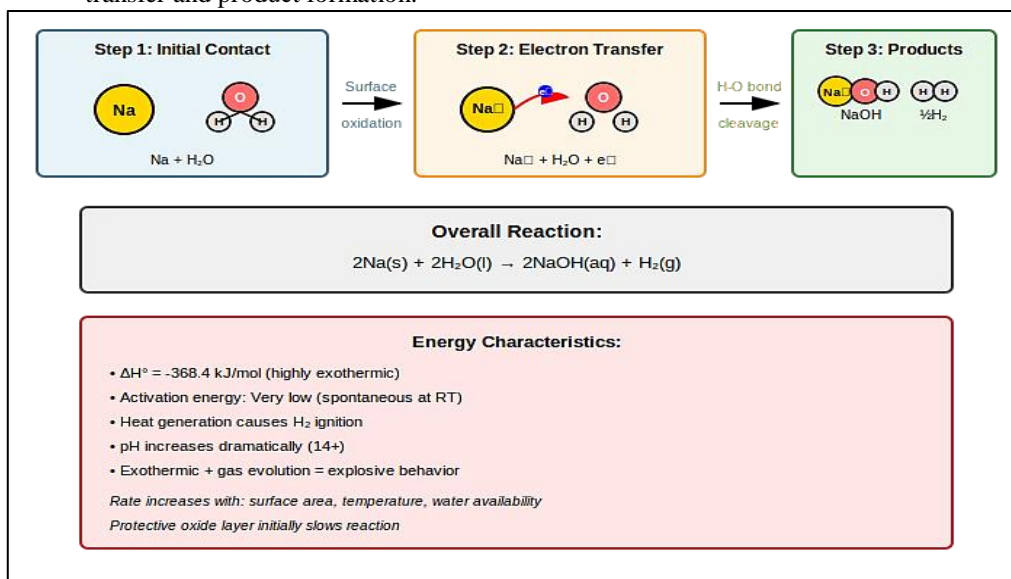 transfer and product formation.
Step 1: Initial Contact
Na
O
H H
Na + H₂O
Surface
oxidation
Step 2: Electron Transfer
Na□
e□
O
H H
Na□ + H₂O + e□
H-O bond
cleavage
Step 3: Products
Na□ O H H H
NaOH ½H₂
Overall Reaction:
2Na(s) + 2H₂O(l) → 2NaOH(aq) + H₂(g)
Energy Characteristics:
• ΔH° = -368.4 kJ/mol (highly exothermic)
• Activation energy: Very low (spontaneous at RT)
• Heat generation causes H₂ ignition
• pH increases dramatically (14+)
• Exothermic + gas evolution = explosive behavior
Rate increases with: surface area, temperature, water availability
Protective oxide layer initially slows reaction